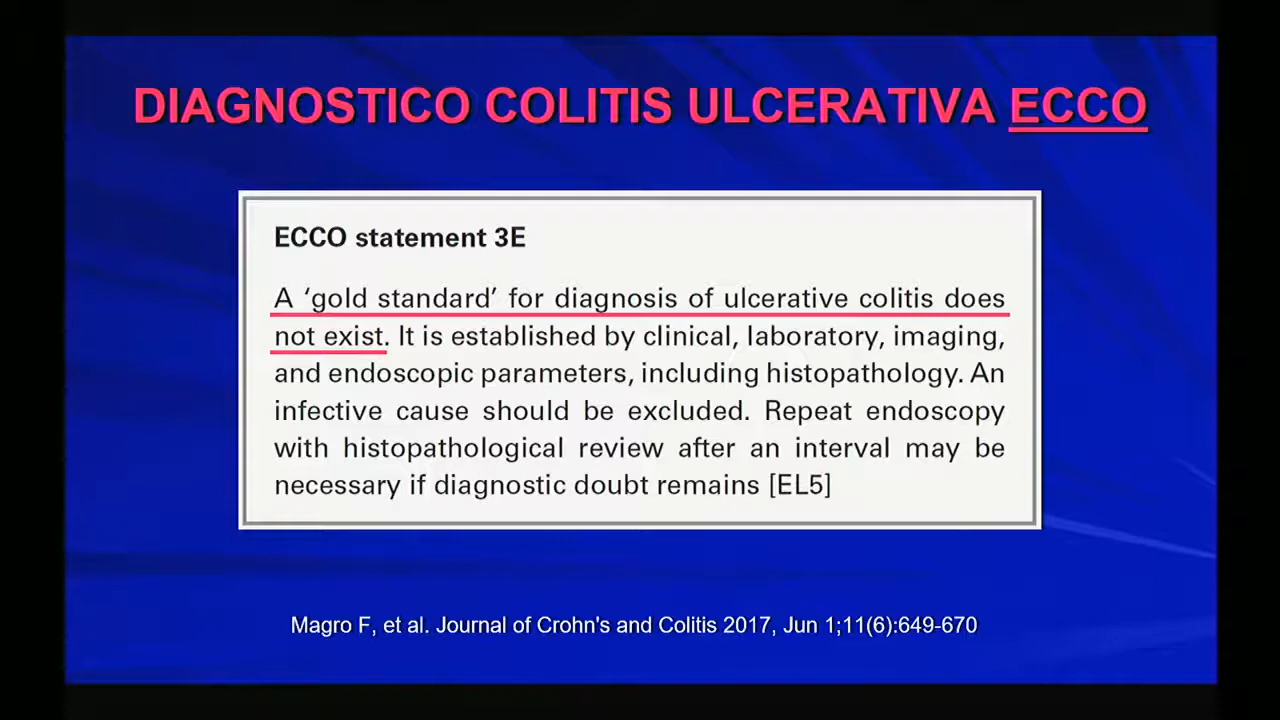 DIAGNOSTICO COLITIS ULCERATIVA ECCO
ECCO statement 3E
A ‘gold standard’ for diagnosis of ulcerative colitis does
not exist. It is established by clinical, laboratory, imaging,
and endoscopic parameters, including histopathology. An
infective cause should be excluded. Repeat endoscopy
with histopathological review after an interval may be
necessary if diagnostic doubt remains [EL5]
Magro F, et al. Journal of Crohn's and Colitis 2017, Jun 1;11(6):649-670